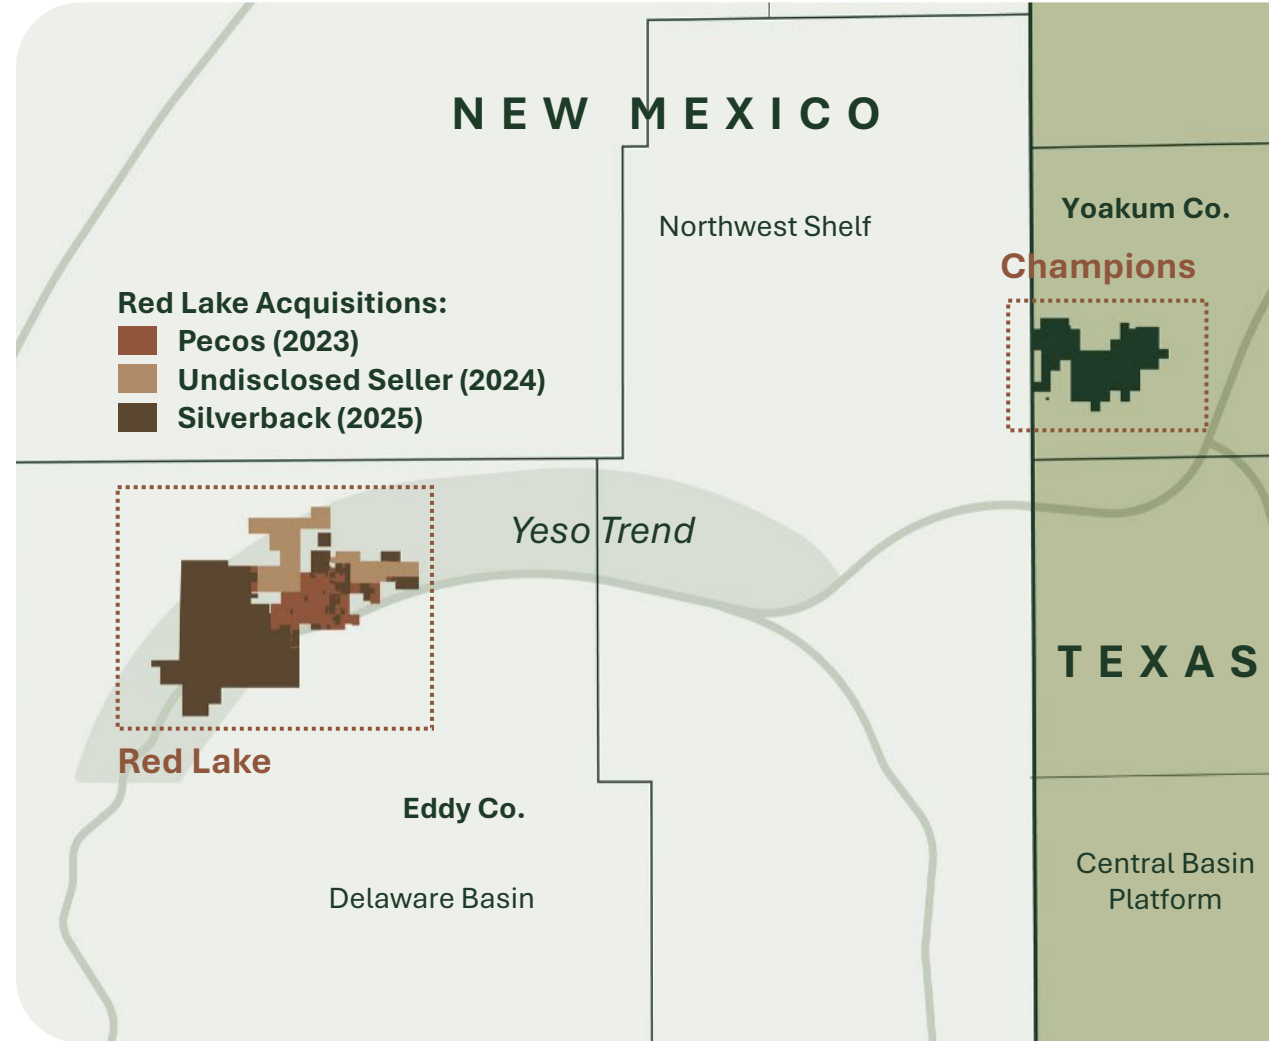 NEW MEXICO
Yoakum Co.
Northwest Shelf
Champions
Red Lake Acquisitions:
Pecos (2023)
Undisclosed Seller (2024)
Silverback (2025)
Yeso Trend
TEXAS
Red Lake
Eddy Co.
Central Basin
Platform
Delaware Basin